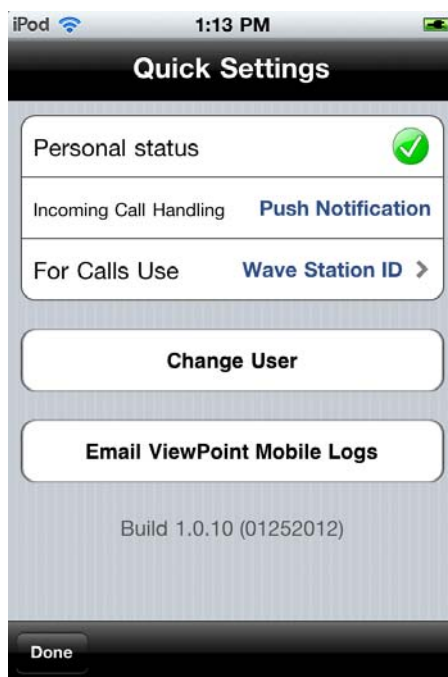 iPod 1:13 PM
Quick Settings
Personal status
Incoming Call Handling Push Notification
For Calls Use Wave Station ID >
Change User
Email ViewPoint Mobile Logs
Build 1.0.10 (01252012)
Done